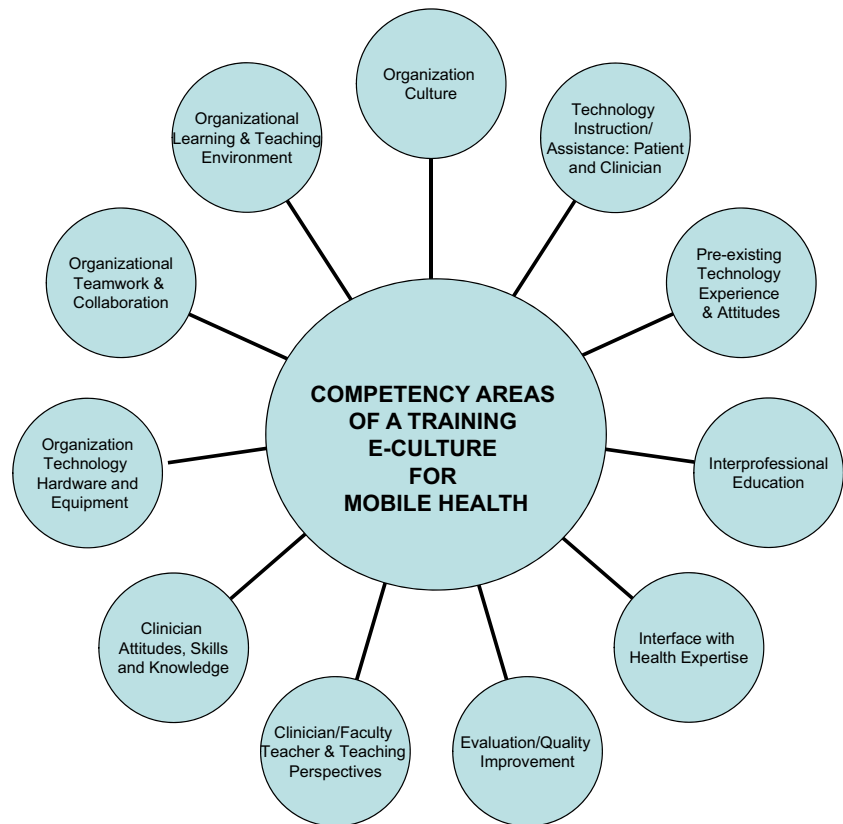 Organization
Culture
Technology
Instruction/
Assistance: Patient
and Clinician
Pre-existing
Technology
Experience
& Attitudes
Interprofessional
Education
Interface with
Health Expertise
Evaluation/Quality
Improvement
Clinician/Faculty
Teacher & Teaching
Perspectives
Clinician
Attitudes, Skills
and Knowledge
Organization
Technology
Hardware and
Equipment
Organizational
Teamwork &
Collaboration
Organizational
Learning & Teaching
Environment
COMPETENCY AREAS
OF A TRAINING
E-CULTURE
FOR
MOBILE HEALTH